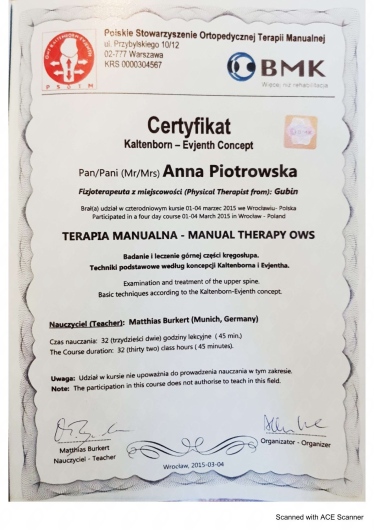 Polskie Stowarzyszenie Ortopedycznej Terapii Manualnej
ul. Przybylskiego 10/12
02-777 Warszawa
KRS 0000304567
PSOTM
BMK
Więcej niż rehabilitacja
Certyfikat
Kaltenborn – Evjenth Concept
Pan/Pani (Mr/Mrs) Anna Piotrowska
Fizjoterapeuta z miejscowości (Physical Therapist from): Gubin
Brał(a) udział w czterodniowym kursie 01-04 marzec 2015 we Wrocławiu- Polska
Participated in a four day course 01-04 March 2015 in Wrocław - Poland
TERAPIA MANUALNA - MANUAL THERAPY OWS
Badanie i leczenie górnej części kręgosłupa.
Techniki podstawowe według koncepcji Kaltenborna i Evjentha.
Examination and treatment of the upper spine.
Basic techniques according to the Kaltenborn-Evjenth concept.
Nauczyciel (Teacher): Matthias Burkert (Munich, Germany)
Czas nauczania: 32 (trzydzieści dwie) godziny lekcyjne ( 45 min.)
The Course duration: 32 (thirty two) class hours ( 45 minutes).
Uwaga: Udział w kursie nie upoważnia do prowadzenia nauczania w tym zakresie.
Note: The participation in this course does not authorise to teach in this field.
Matthias Burkert
Nauczyciel - Teacher
Organizator - Organizer
Wrocław, 2015-03-04
Scanned with ACE Scanner